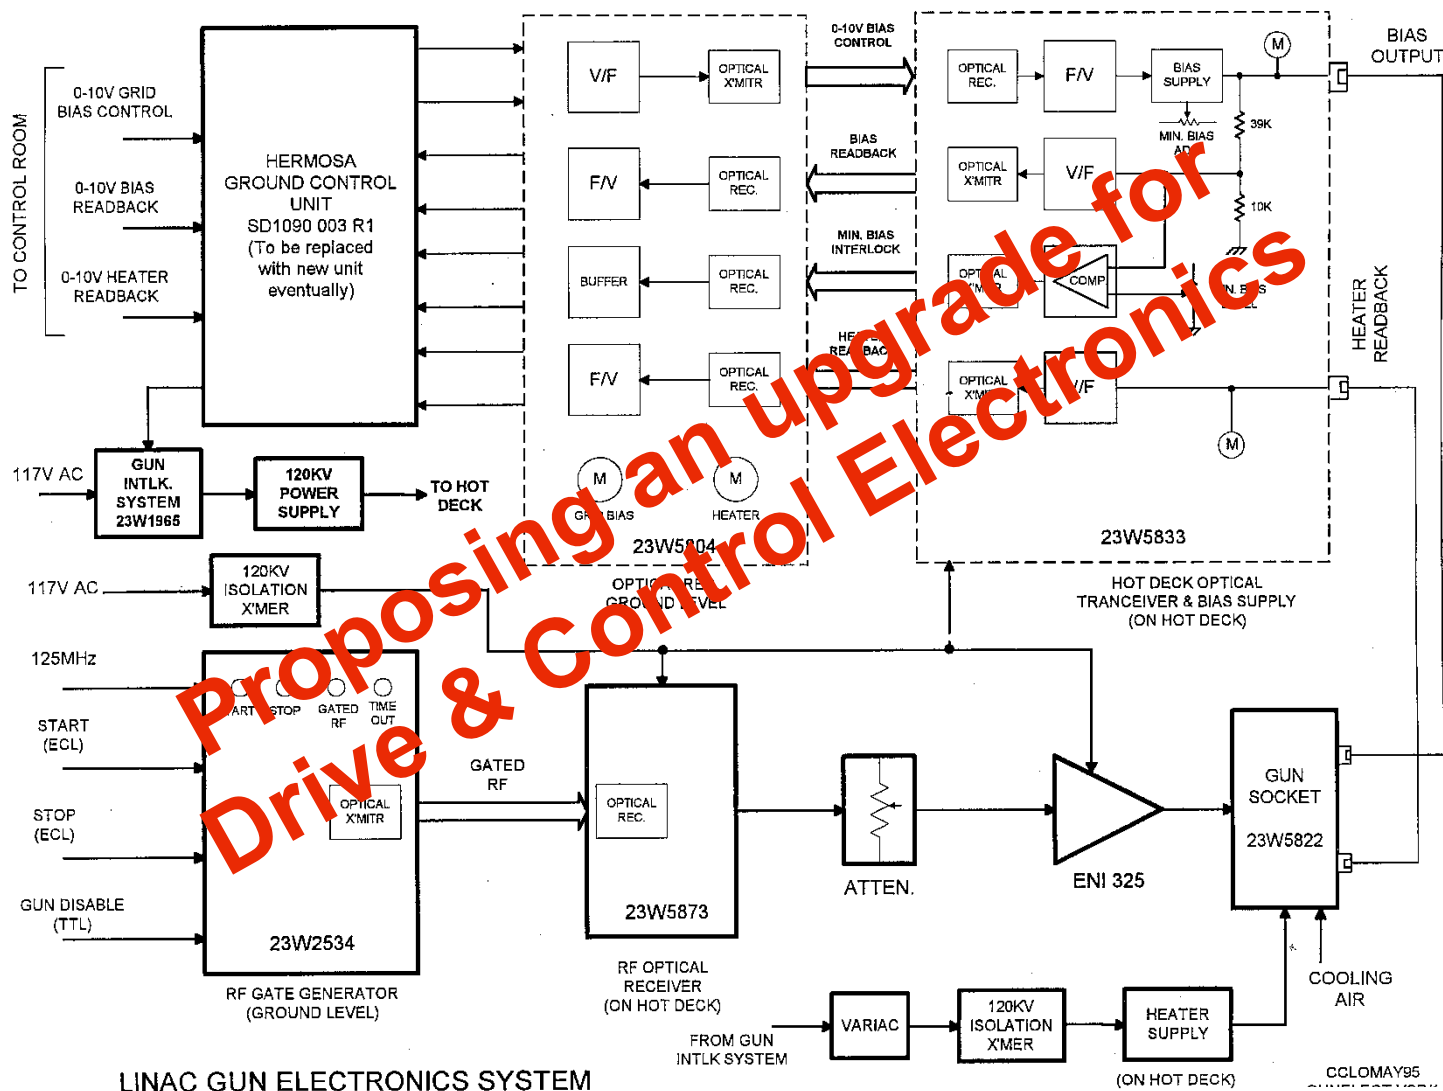 TO CONTROL ROOM
0-10V GRID
BIAS CONTROL
0-10V BIAS
READBACK
0-10V HEATER
READBACK
HERMOSA
GROUND CONTROL
UNIT
SD1090 003 R1
(To be replaced
with new unit
eventually)
V/F
OPTICAL
X'MITR
F/V
OPTICAL
REC.
BUFFER
OPTICAL
REC.
F/V
OPTICAL
REC.
M
M
HEATER
0-10V BIAS
CONTROL
BIAS
READBACK
MIN. BIAS
INTERLOCK
OPTICAL
REC.
F/V
BIAS
SUPPLY
M
MIN. BIAS
39K
OPTICAL
X'MITR
V/F
10K
COMP
OPTICAL
V/F
M
BIAS
OUTPUT
HEATER
READBACK
23W5833
HOT DECK OPTICAL
TRANCEIVER & BIAS SUPPLY
(ON HOT DECK)
117V AC
GUN
INTLK.
SYSTEM
23W1965
120KV
POWER
SUPPLY
TO HOT
DECK
117V AC
120KV
ISOLATION
X'MER
GROUND LEVEL
Proposing an upgrade for
Drive & Control Electronics
125MHz
START
(ECL)
STOP
(ECL)
GUN DISABLE
(TTL)
STOP
GATED
RF
TIME
OUT
OPTICAL
X'MITR
23W2534
RF GATE GENERATOR
(GROUND LEVEL)
GATED
RF
OPTICAL
REC.
23W5873
RF OPTICAL
RECEIVER
(ON HOT DECK)
ATTEN.
ENI 325
GUN
SOCKET
23W5822
COOLING
AIR
FROM GUN
INTLK SYSTEM
VARIAC
120KV
ISOLATION
X'MER
HEATER
SUPPLY
(ON HOT DECK)
LINAC GUN ELECTRONICS SYSTEM
CCLOMAY95